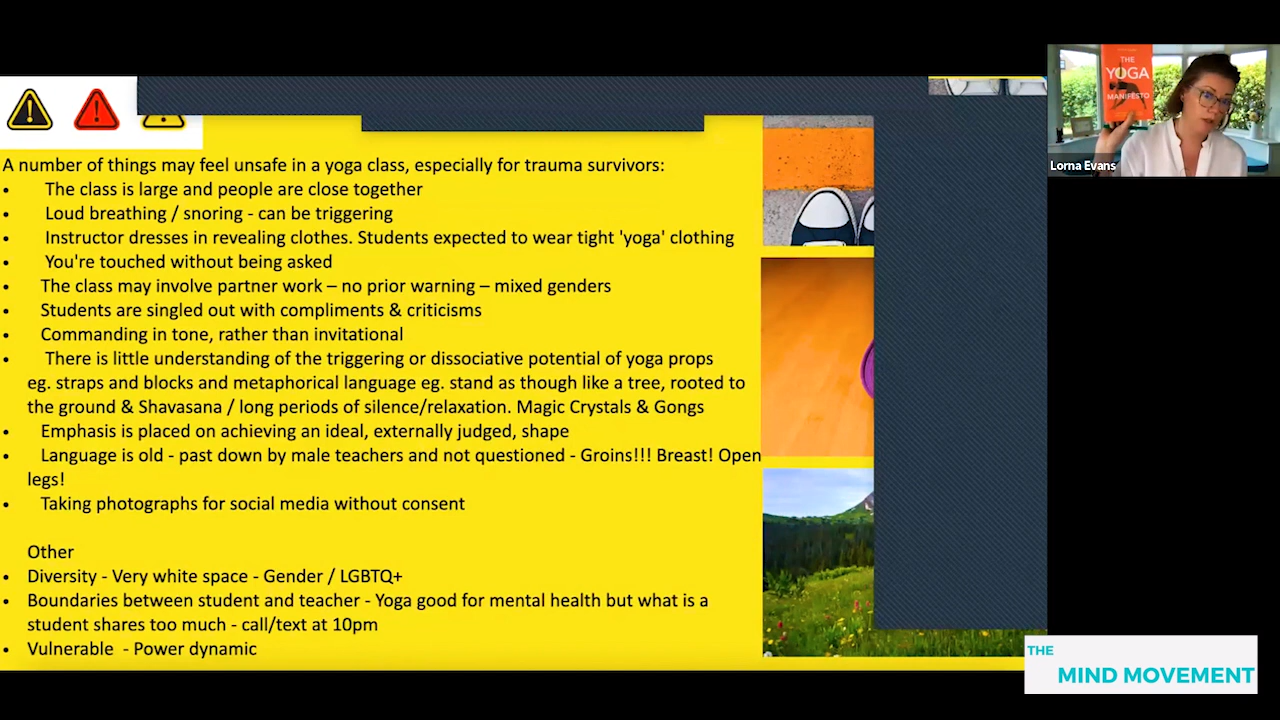 THE
YOGA
MANIFESTO
Lorna Evans
A number of things may feel unsafe in a yoga class, especially for trauma survivors:
• The class is large and people are close together
• Loud breathing / snoring - can be triggering
• Instructor dresses in revealing clothes. Students expected to wear tight 'yoga' clothing
• You're touched without being asked
• The class may involve partner work – no prior warning – mixed genders
• Students are singled out with compliments & criticisms
• Commanding in tone, rather than invitational
• There is little understanding of the triggering or dissociative potential of yoga props
eg. straps and blocks and metaphorical language eg. stand as though like a tree, rooted to
the ground & Shavasana / long periods of silence/relaxation. Magic Crystals & Gongs
• Emphasis is placed on achieving an ideal, externally judged, shape
• Language is old - past down by male teachers and not questioned - Groins!!! Breast! Open
legs!
• Taking photographs for social media without consent
Other
• Diversity - Very white space - Gender / LGBTQ+
• Boundaries between student and teacher - Yoga good for mental health but what is a
student shares too much - call/text at 10pm
• Vulnerable - Power dynamic
THE
MIND MOVEMENT